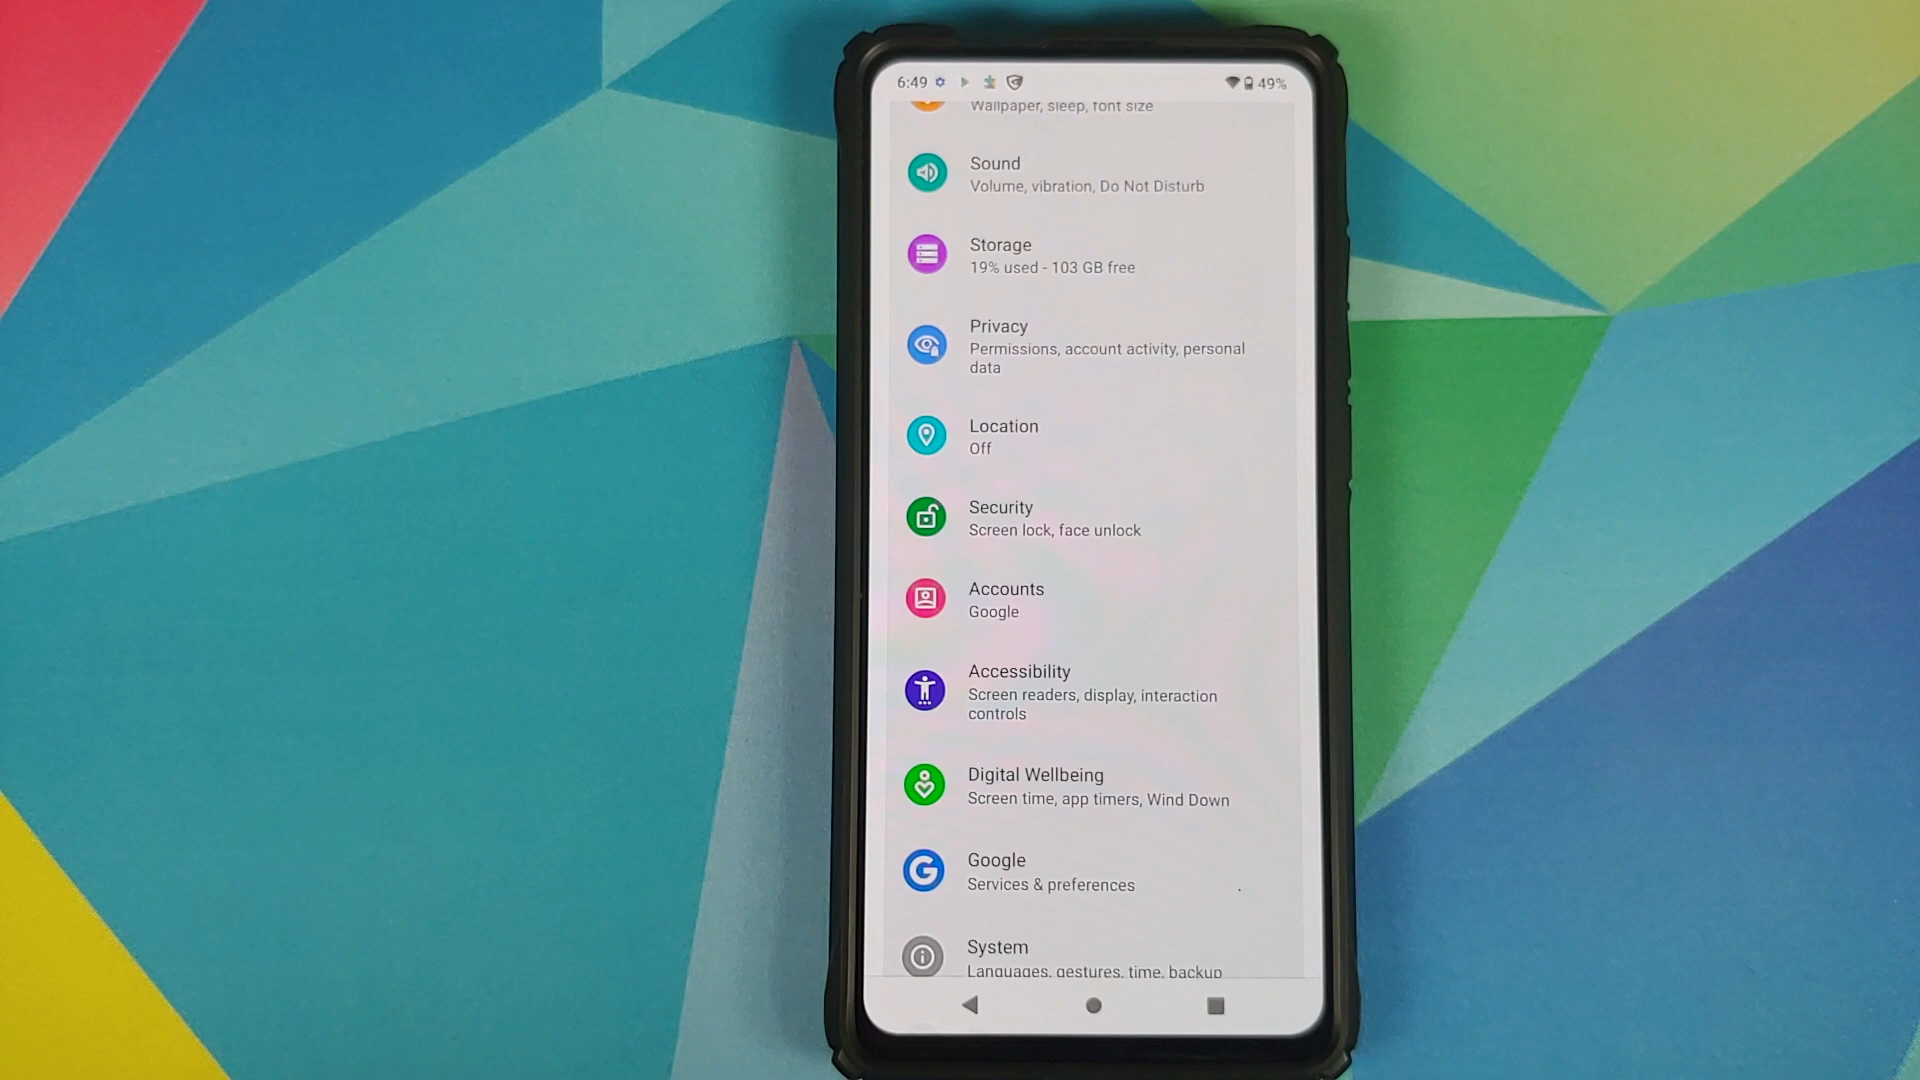 6:49
49%
Wallpaper, sleep, font size
Sound
Volume, vibration, Do Not Disturb
Storage
19% used - 103 GB free
Privacy
Permissions, account activity, personal
data
Location
Off
Security
Screen lock, face unlock
Accounts
Google
Accessibility
Screen readers, display, interaction
controls
Digital Wellbeing
Screen time, app timers, Wind Down
Google
Services & preferences
System
Languages, gestures, time, backup